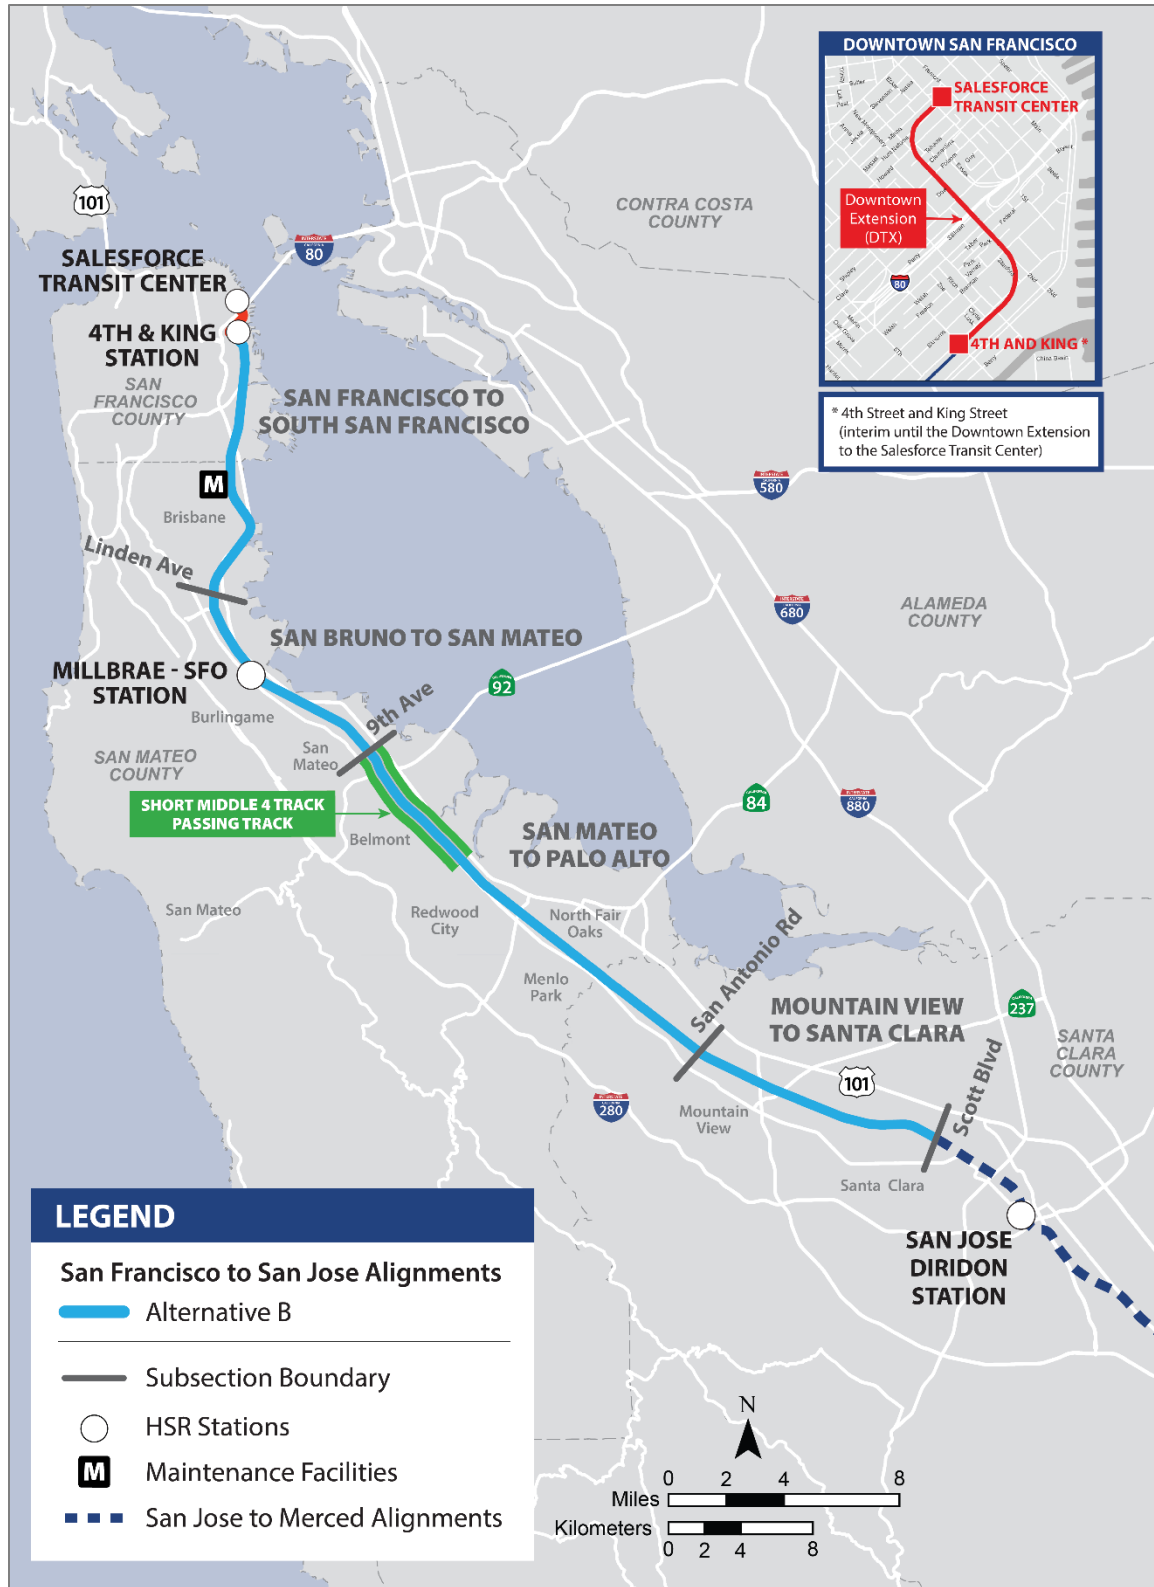 DOWNTOWN SAN FRANCISCO
SALESFORCE
TRANSIT CENTER
Downtown
Extension
(DTX)
80
4TH AND KING *
* 4th Street and King Street
(interim until the Downtown Extension
to the Salesforce Transit Center)
101
CONTRA COSTA
COUNTY
INTERSTATE
CALIFORNIA
80
SALESFORCE
TRANSIT CENTER
4TH & KING
STATION
SAN
FRANCISCO
COUNTY
SAN FRANCISCO TO
SOUTH SAN FRANCISCO
580
M
Brisbane
Linden Ave
680
ALAMEDA
COUNTY
SAN BRUNO TO SAN MATEO
MILLBRAE - SFO
STATION
92
Burlingame
9th Ave
San
Mateo
SAN MATEO
COUNTY
SHORT MIDDLE 4 TRACK
PASSING TRACK
84
880
Belmont
SAN MATEO
TO PALO ALTO
San Mateo
Redwood
City
North Fair
Oaks
San Antonio Rd
Menlo
Park
MOUNTAIN VIEW
TO SANTA CLARA
237
SANTA
CLARA
COUNTY
Scott Blvd
101
280
Mountain
View
Santa Clara
SAN JOSE
DIRIDON
STATION
LEGEND
San Francisco to San Jose Alignments
Alternative B
Subsection Boundary
HSR Stations
M
Maintenance Facilities
San Jose to Merced Alignments
N
0 2 4 8
Miles
Kilometers
0 2 4 8